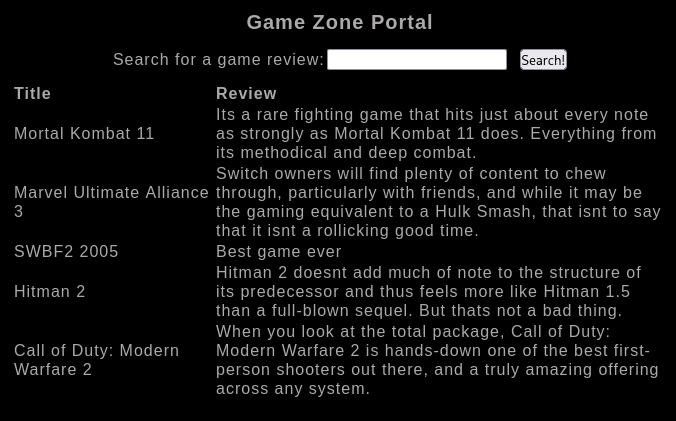 Game Zone Portal
Search for a game review: Search!
Title Review
Mortal Kombat 11
Its a rare fighting game that hits just about every note
as strongly as Mortal Kombat 11 does. Everything from
its methodical and deep combat.
Marvel Ultimate Alliance
3
Switch owners will find plenty of content to chew
through, particularly with friends, and while it may be
the gaming equivalent to a Hulk Smash, that isnt to say
that it isnt a rollicking good time.
SWBF2 2005 Best game ever
Hitman 2
Hitman 2 doesnt add much of note to the structure of
its predecessor and thus feels more like Hitman 1.5
than a full-blown sequel. But thats not a bad thing.
Call of Duty: Modern
Warfare 2
When you look at the total package, Call of Duty:
Modern Warfare 2 is hands-down one of the best first-
person shooters out there, and a truly amazing offering
across any system.